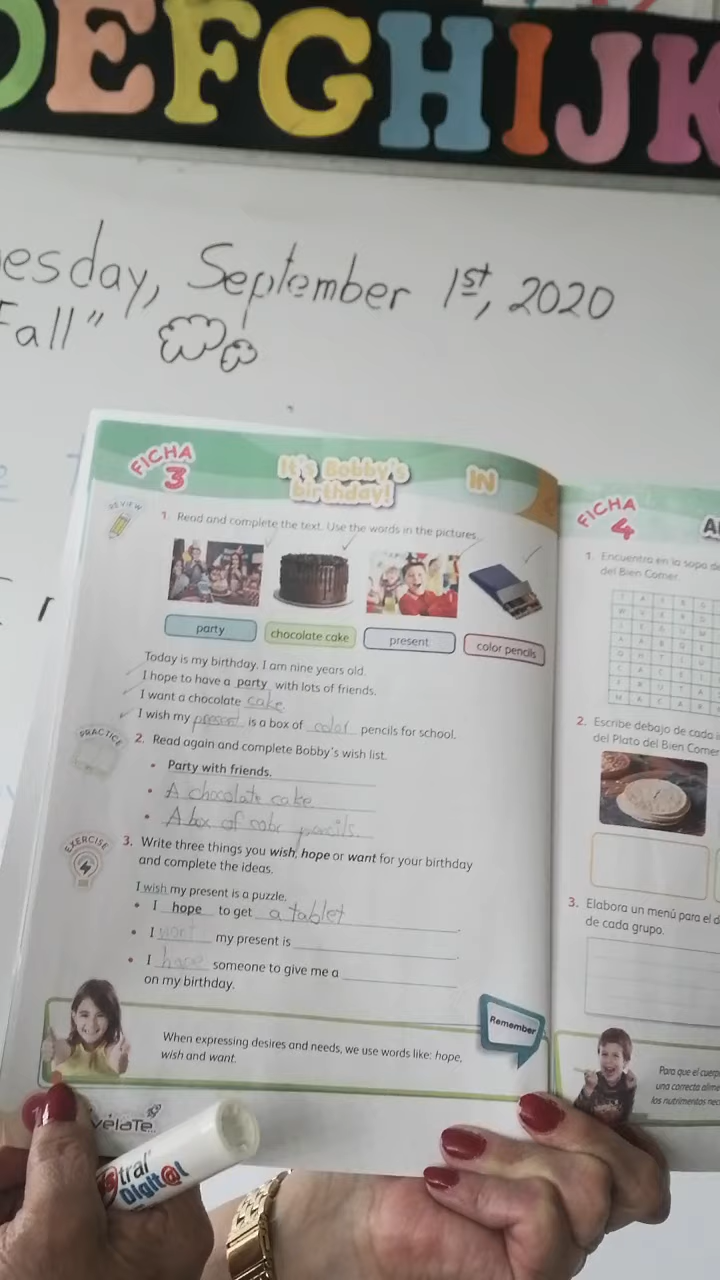 EFGHIJK
esday, September 1st, 2020
Fall"
FICHA 3
It's Bobby's birthday!
IN
REVIEW
1. Read and complete the text. Use the words in the pictures.
party
chocolate cake
present
color pencils
Today is my birthday. I am nine years old.
I hope to have a party with lots of friends.
I want a chocolate cake
I wish my present is a box of color pencils for school.
PRACTICE
2. Read again and complete Bobby's wish list.
• Party with friends.
• A chocolate cake
• A box of color pencils.
EXERCISE
3. Write three things you wish, hope or want for your birthday
and complete the ideas.
I wish my present is a puzzle.
• I hope to get a tablet.
• I want my present is
• I hope someone to give me a
on my birthday.
Remember
When expressing desires and needs, we use words like: hope,
wish and want.
FICHA 4
1. Encuentra en la sopa de
del Bien Comer.
2. Escribe debajo de cada
del Plato del Bien Comer
3. Elabora un menú para el d
de cada grupo.
Para que el cuerp
una correcta alime
los nutrimentos nec
vélaTe
tral
Digit@l